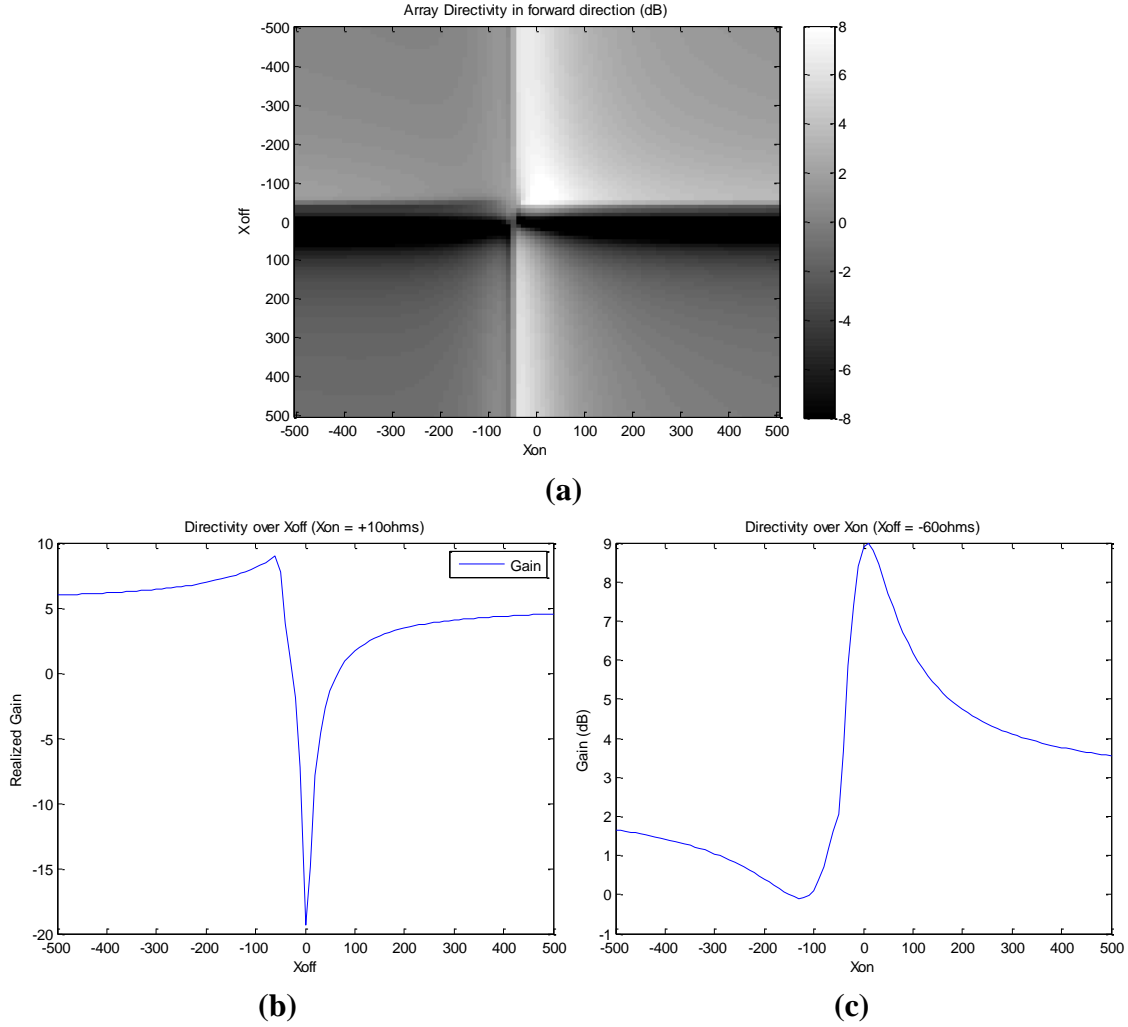 Array Directivity in forward direction (dB)
Xoff
-500
-400
-300
-200
-100
0
100
200
300
400
500
-500 -400 -300 -200 -100 0 100 200 300 400 500
Xon
8
6
4
2
0
-2
-4
-6
-8
(a)
Directivity over Xoff (Xon = +10ohms)
Realized Gain
10
5
0
-5
-10
-15
-20
Gain
-500 -400 -300 -200 -100 0 100 200 300 400 500
Xoff
(b)
Directivity over Xon (Xoff = -60ohms)
Gain (dB)
9
8
7
6
5
4
3
2
1
0
-1
-500 -400 -300 -200 -100 0 100 200 300 400 500
Xon
(c)